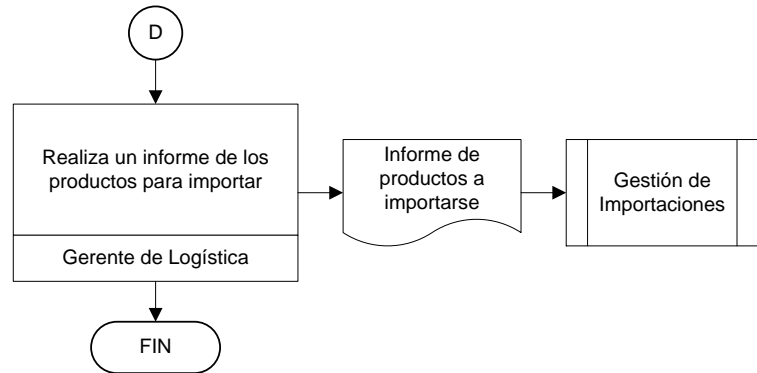 D
Realiza un informe de los
productos para importar
Gerente de Logística
Informe de
productos a
importarse
Gestión de
Importaciones
FIN